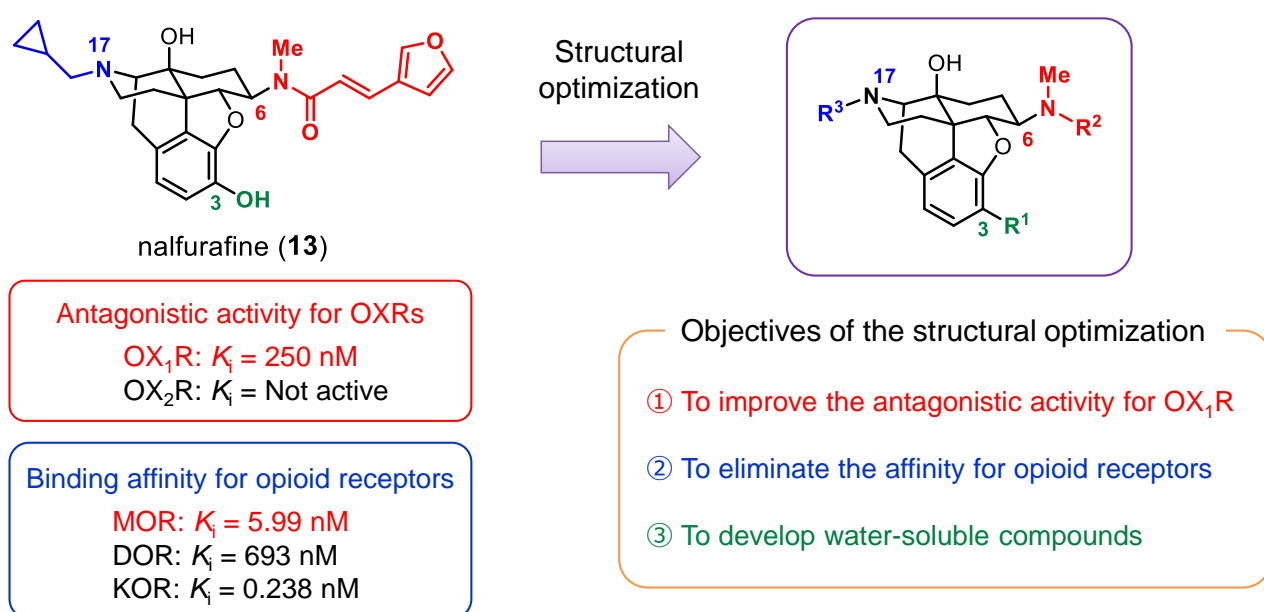 17
N
OH
Me
N
O
6
O
O
3
OH
nalfurafine (13)
Structural
optimization
17
R³
N
OH
Me
N
R²
6
O
3
R¹
Antagonistic activity for OXRs
OX₁R: Kᵢ = 250 nM
OX₂R: Kᵢ = Not active
Binding affinity for opioid receptors
MOR: Kᵢ = 5.99 nM
DOR: Kᵢ = 693 nM
KOR: Kᵢ = 0.238 nM
Objectives of the structural optimization
① To improve the antagonistic activity for OX₁R
② To eliminate the affinity for opioid receptors
③ To develop water-soluble compounds